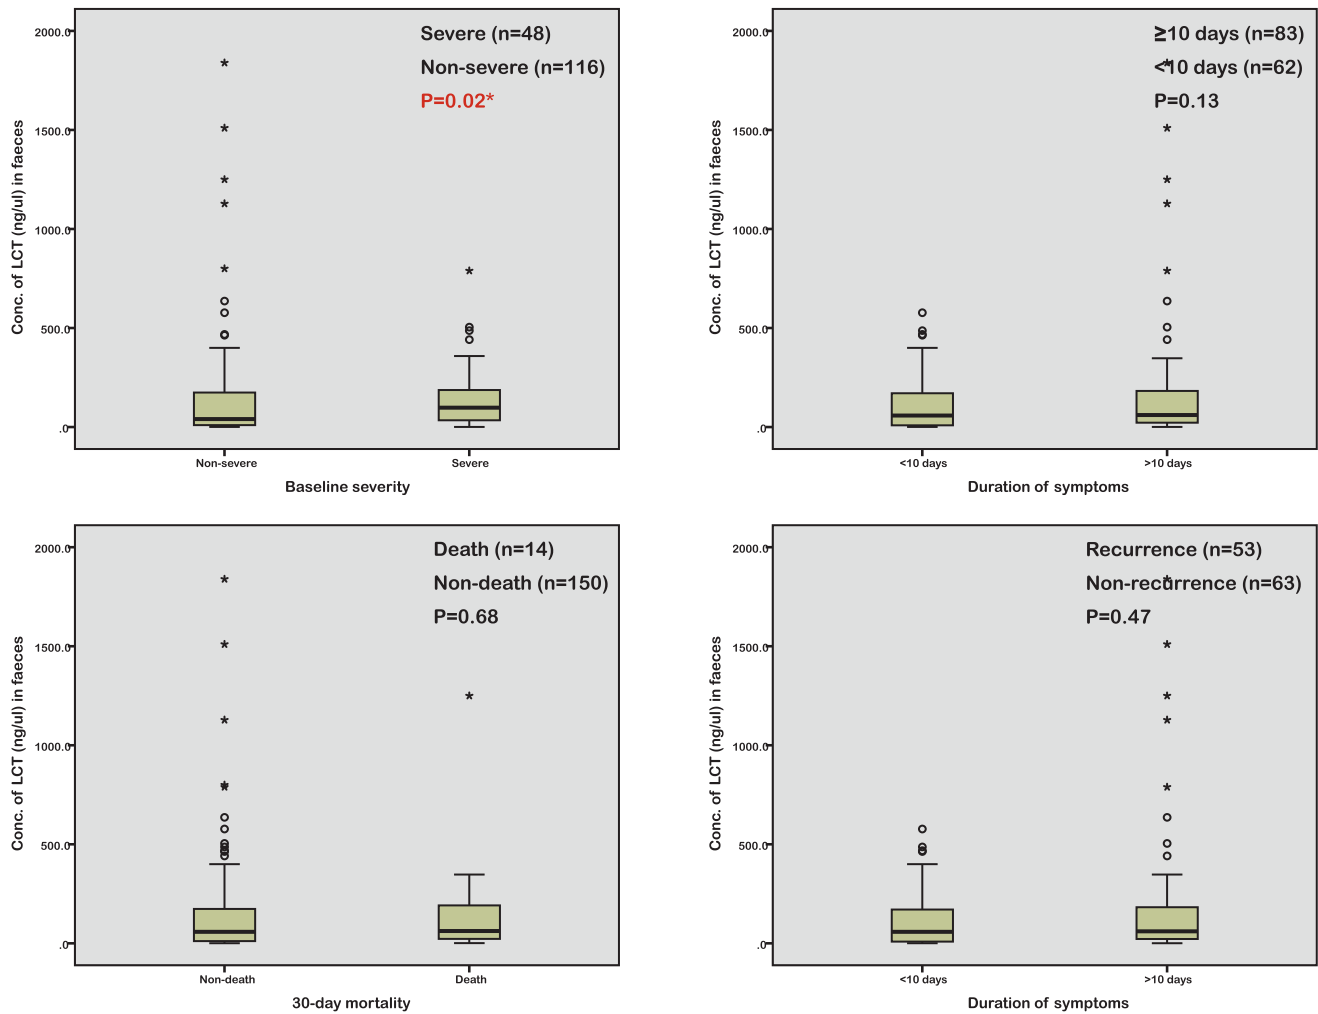 Severe (n=48)
Non-severe (n=116)
P=0.02*
2000.0
1500.0
1000.0
500.0
.0
Conc. of LCT (ng/ul) in faeces
Non-severe
Severe
Baseline severity
≥10 days (n=83)
<10 days (n=62)
P=0.13
2000.0
1500.0
1000.0
500.0
.0
Conc. of LCT (ng/ul) in faeces
<10 days
>10 days
Duration of symptoms
Death (n=14)
Non-death (n=150)
P=0.68
2000.0
1500.0
1000.0
500.0
.0
Conc. of LCT (ng/ul) in faeces
Non-death
Death
30-day mortality
Recurrence (n=53)
Non-recurrence (n=63)
P=0.47
2000.0
1500.0
1000.0
500.0
.0
Conc. of LCT (ng/ul) in faeces
<10 days
>10 days
Duration of symptoms